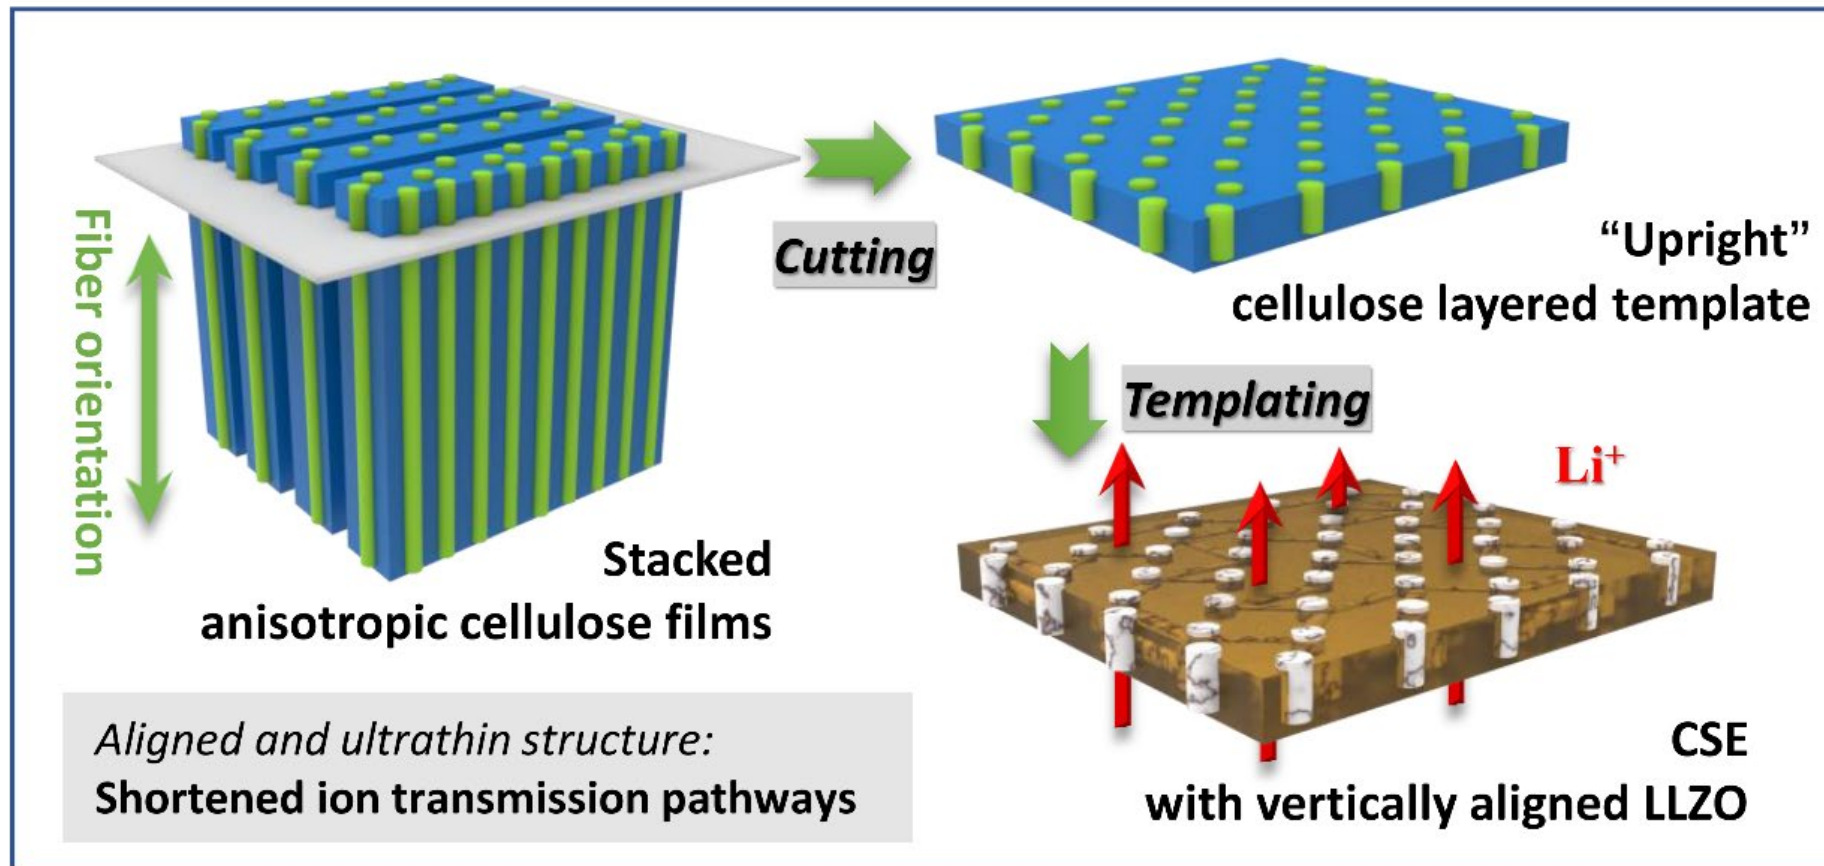 Fiber orientation
Cutting
“Upright”
cellulose layered template
Templating
Li⁺
Stacked
anisotropic cellulose films
Aligned and ultrathin structure:
Shortened ion transmission pathways
CSE
with vertically aligned LLZO